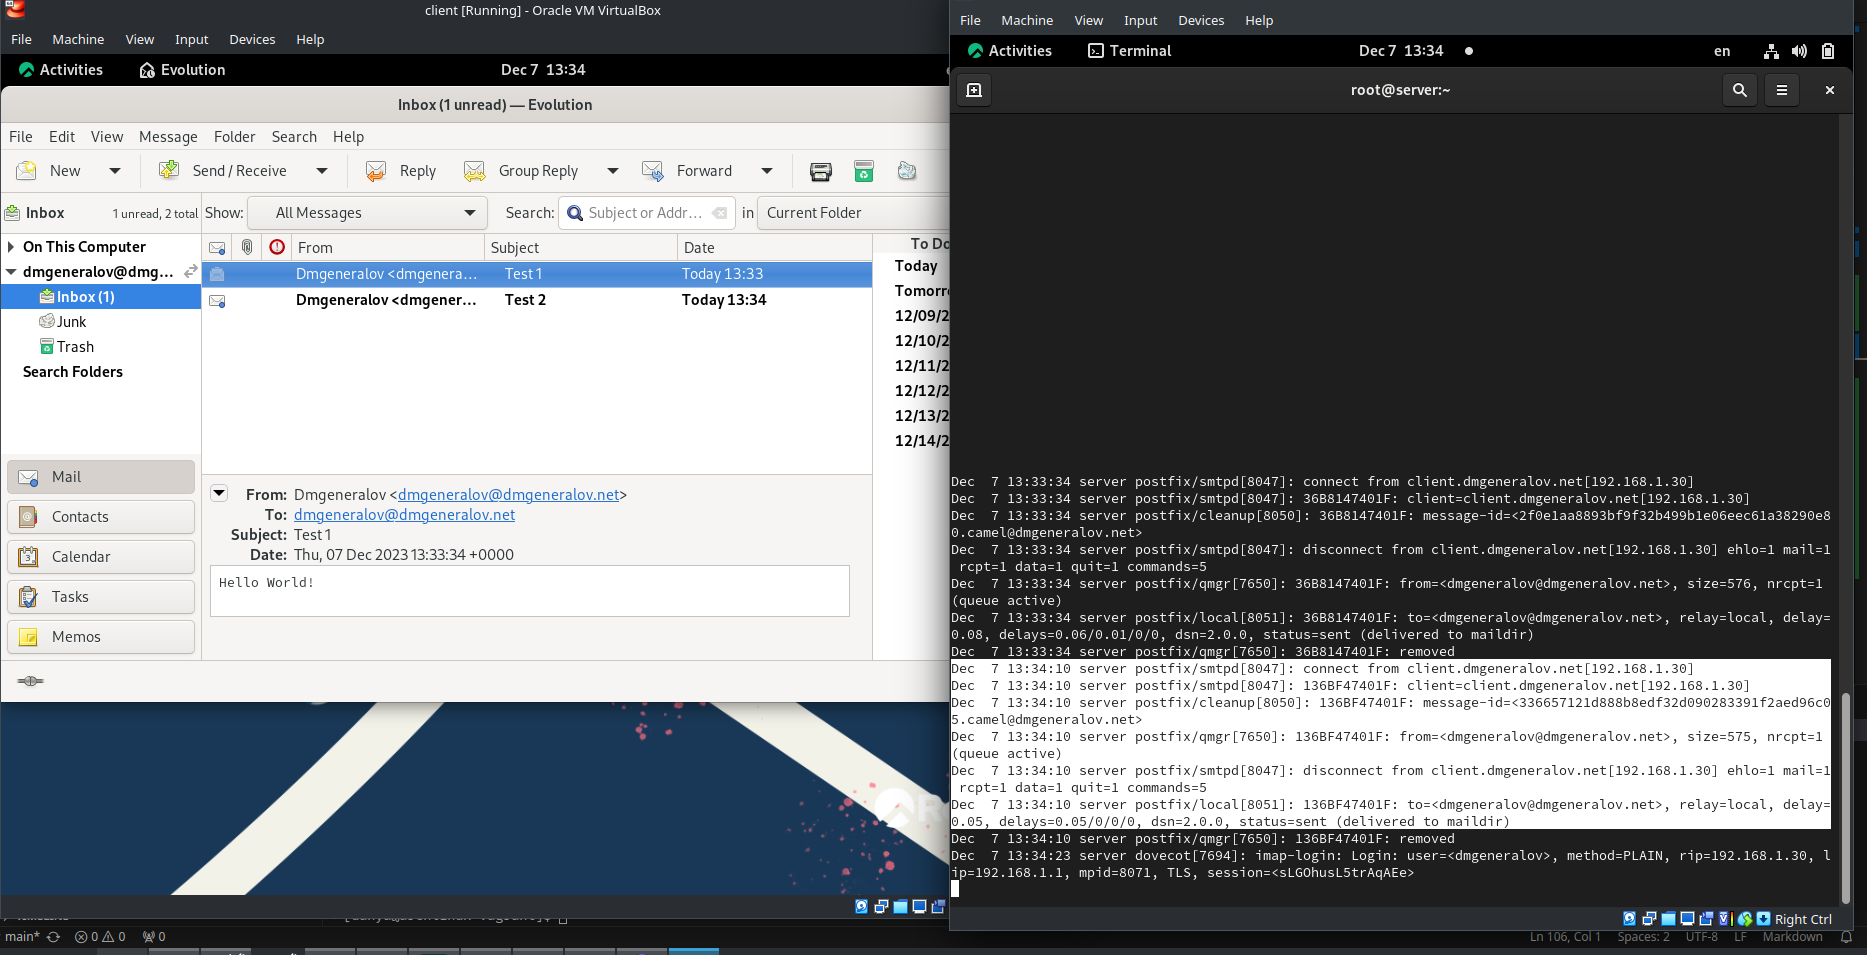 client [Running] - Oracle VM VirtualBox
File Machine View Input Devices Help
Activities Evolution Dec 7 13:34
Inbox (1 unread) — Evolution
File Edit View Message Folder Search Help
New Send / Receive Reply Group Reply Forward
Inbox 1 unread, 2 total Show: All Messages Search: Subject or Addr... in Current Folder
On This Computer
dmgeneralov@dmg...
Inbox (1)
Junk
Trash
Search Folders
From Subject Date
Dmgeneralov <dmgenera... Test 1 Today 13:33
Dmgeneralov <dmgener... Test 2 Today 13:34
To Do
Today
Tomorr
12/09/2
12/10/2
12/11/2
12/12/2
12/13/2
12/14/2
Mail
Contacts
Calendar
Tasks
Memos
From: Dmgeneralov <dmgeneralov@dmgeneralov.net>
To: dmgeneralov@dmgeneralov.net
Subject: Test 1
Date: Thu, 07 Dec 2023 13:33:34 +0000
Hello World!
File Machine View Input Devices Help
Activities Terminal Dec 7 13:34 en
root@server:~
Dec  7 13:33:34 server postfix/smtpd[8047]: connect from client.dmgeneralov.net[192.168.1.30]
Dec  7 13:33:34 server postfix/smtpd[8047]: 36B8147401F: client=client.dmgeneralov.net[192.168.1.30]
Dec  7 13:33:34 server postfix/cleanup[8050]: 36B8147401F: message-id=<2f0e1aa8893bf9f32b499b1e06eec61a38290e8
0.camel@dmgeneralov.net>
Dec  7 13:33:34 server postfix/smtpd[8047]: disconnect from client.dmgeneralov.net[192.168.1.30] ehlo=1 mail=1
rcpt=1 data=1 quit=1 commands=5
Dec  7 13:33:34 server postfix/qmgr[7650]: 36B8147401F: from=<dmgeneralov@dmgeneralov.net>, size=576, nrcpt=1
(queue active)
Dec  7 13:33:34 server postfix/local[8051]: 36B8147401F: to=<dmgeneralov@dmgeneralov.net>, relay=local, delay=
0.08, delays=0.06/0.01/0/0, dsn=2.0.0, status=sent (delivered to maildir)
Dec  7 13:33:34 server postfix/qmgr[7650]: 36B8147401F: removed
Dec  7 13:34:10 server postfix/smtpd[8047]: connect from client.dmgeneralov.net[192.168.1.30]
Dec  7 13:34:10 server postfix/smtpd[8047]: 136BF47401F: client=client.dmgeneralov.net[192.168.1.30]
Dec  7 13:34:10 server postfix/cleanup[8050]: 136BF47401F: message-id=<336657121d888b8edf32d090283391f2aed96c0
5.camel@dmgeneralov.net>
Dec  7 13:34:10 server postfix/qmgr[7650]: 136BF47401F: from=<dmgeneralov@dmgeneralov.net>, size=575, nrcpt=1
(queue active)
Dec  7 13:34:10 server postfix/smtpd[8047]: disconnect from client.dmgeneralov.net[192.168.1.30] ehlo=1 mail=1
rcpt=1 data=1 quit=1 commands=5
Dec  7 13:34:10 server postfix/local[8051]: 136BF47401F: to=<dmgeneralov@dmgeneralov.net>, relay=local, delay=
0.05, delays=0.05/0/0/0, dsn=2.0.0, status=sent (delivered to maildir)
Dec  7 13:34:10 server postfix/qmgr[7650]: 136BF47401F: removed
Dec  7 13:34:23 server dovecot[7694]: imap-login: Login: user=<dmgeneralov>, method=PLAIN, rip=192.168.1.30, l
ip=192.168.1.1, mpid=8071, TLS, session=<sLGOhusL5trAqAEe>
Right Ctrl
main* 0 0 0 Ln 106, Col 1 Spaces: 2 UTF-8 LF Markdown